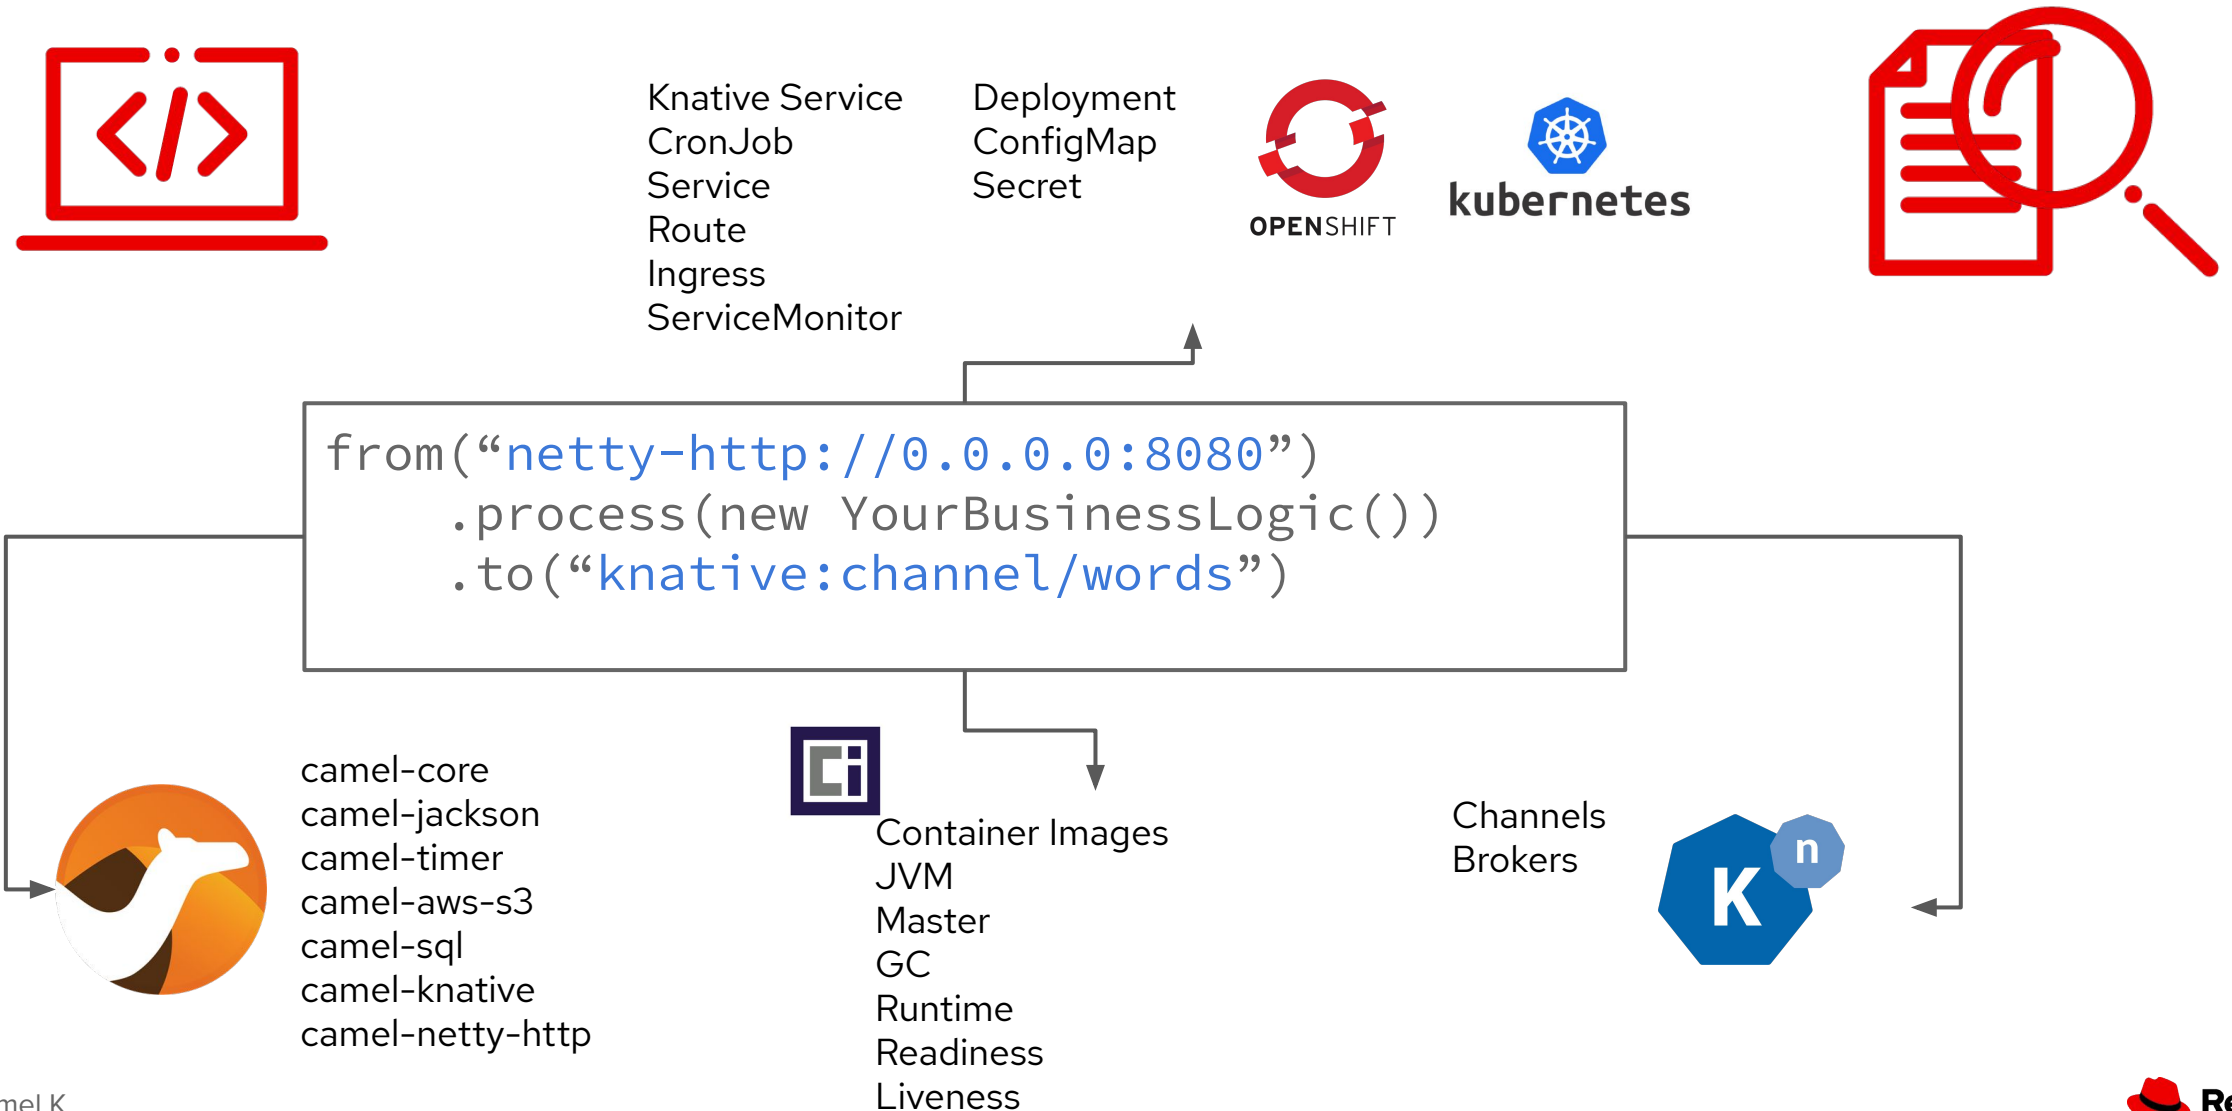 </>
Knative Service
CronJob
Service
Route
Ingress
ServiceMonitor
Deployment
ConfigMap
Secret
OPENSHIFT
kubernetes
from(“netty-http://0.0.0.0:8080”)
.process(new YourBusinessLogic())
.to(“knative:channel/words”)
camel-core
camel-jackson
camel-timer
camel-aws-s3
camel-sql
camel-knative
camel-netty-http
Ci
Container Images
JVM
Master
GC
Runtime
Readiness
Liveness
Channels
Brokers
K
n
mel K
Re